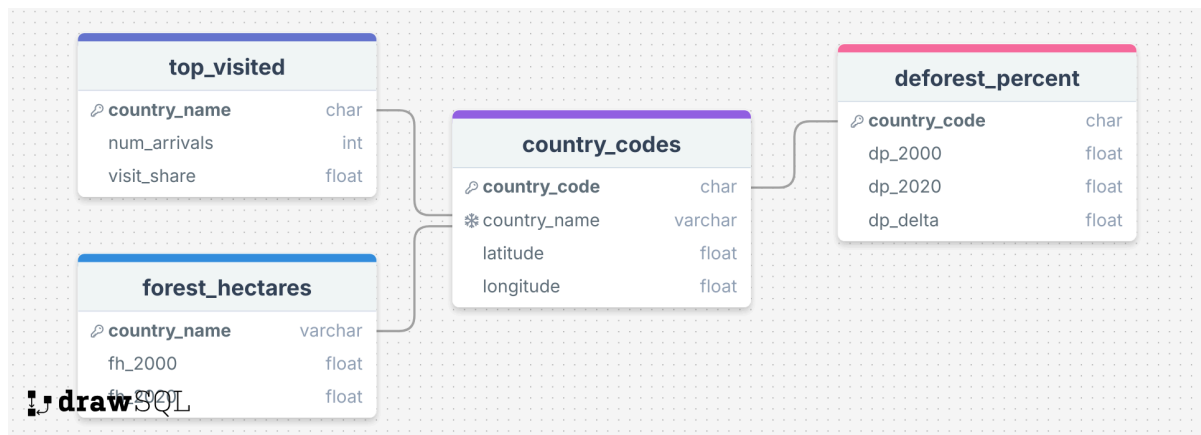 top_visited
country_name char
num_arrivals int
visit_share float
forest_hectares
country_name varchar
fh_2000 float
fh_2020 float
drawSQL
country_codes
country_code char
country_name varchar
latitude float
longitude float
deforest_percent
country_code char
dp_2000 float
dp_2020 float
dp_delta float